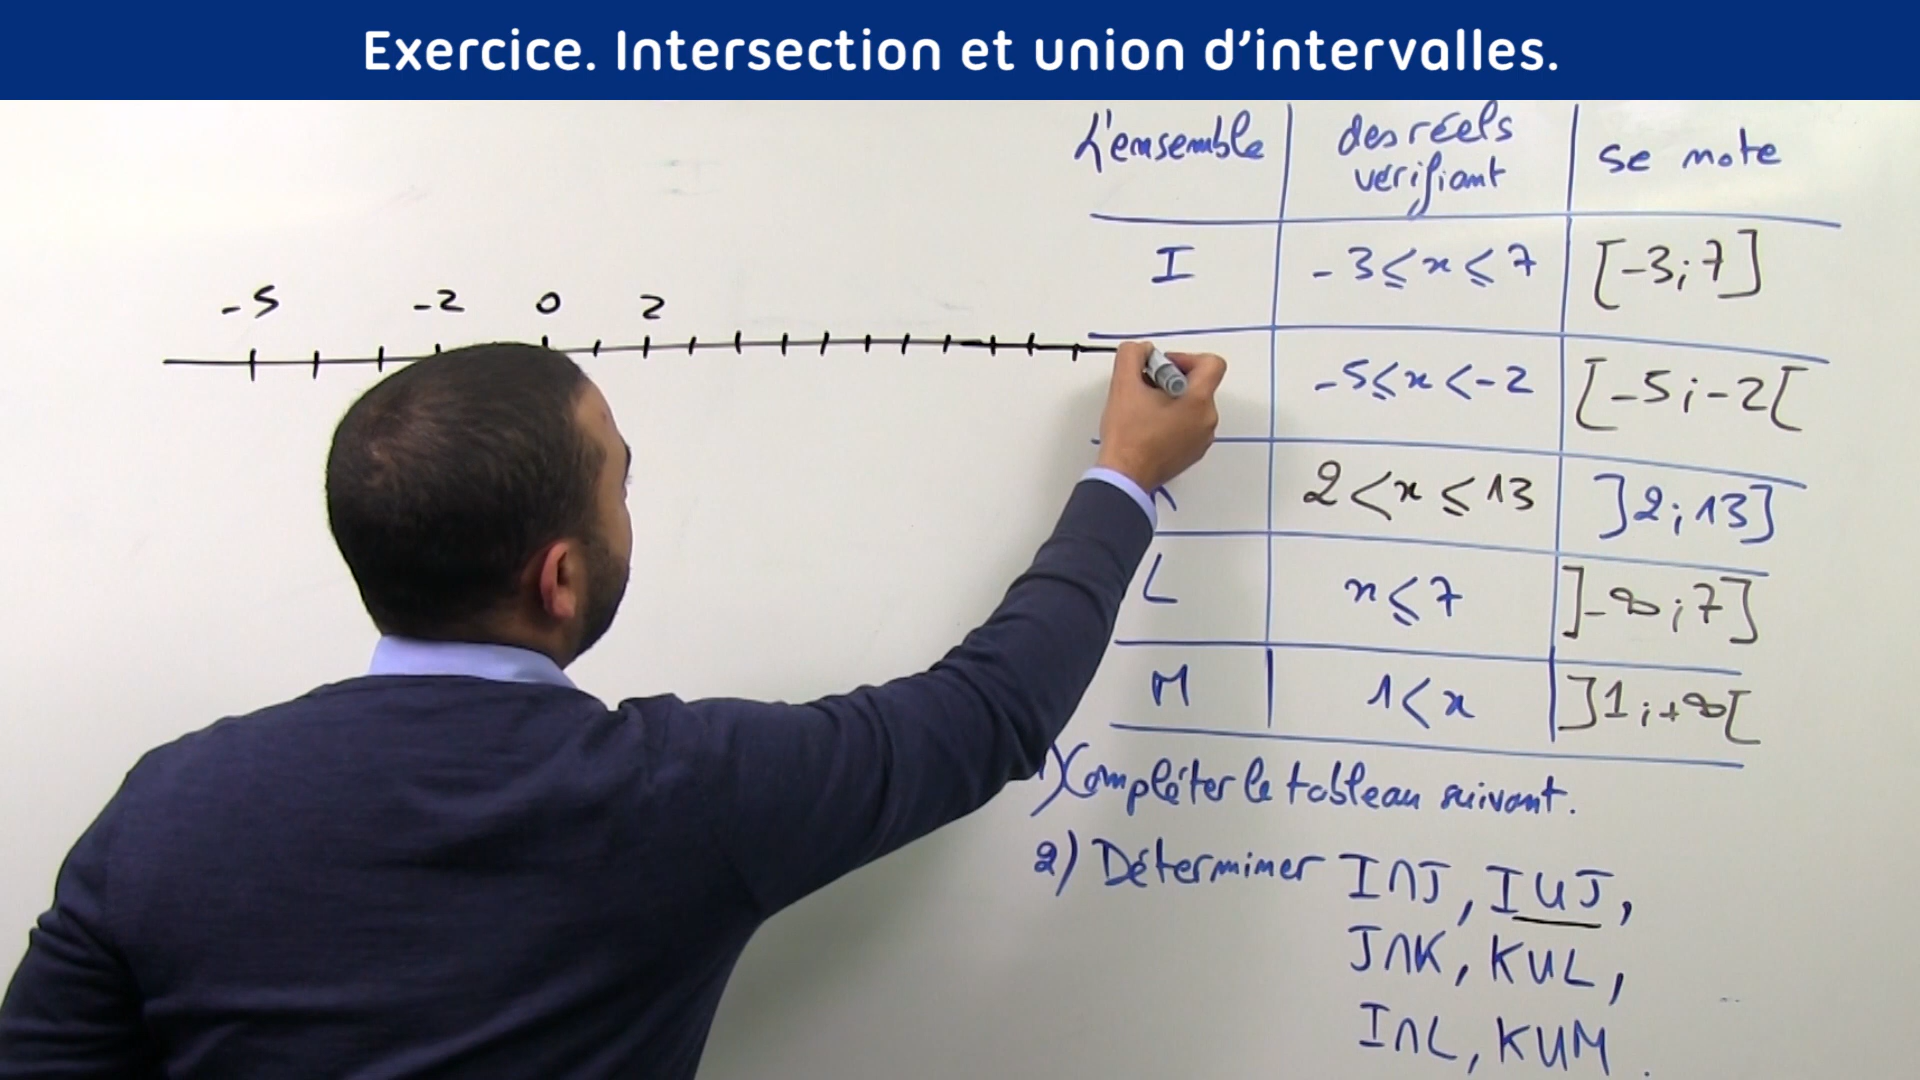 Exercice. Intersection et union d'intervalles.
L'ensemble
des réels
vérifiant
se note
I
-3 ≤ x ≤ 7
[-3; 7]
-5 ≤ x < -2
[-5; -2[
2 < x ≤ 13
]2; 13]
L
x ≤ 7
]-∞; 7]
M
1 < x
]1; +∞[
-5 -2 0 2
1) Compléter le tableau suivant.
2) Déterminer I∩J, I∪J,
J∩K, K∪L,
I∩L, K∪M.